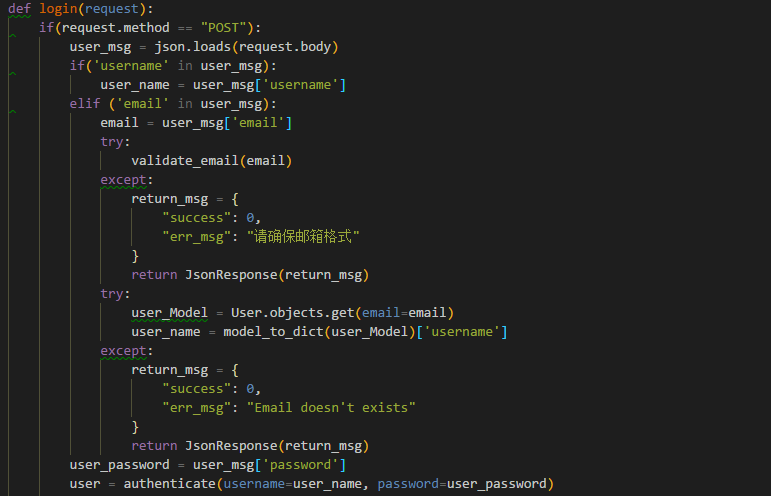 def login(request):
    if(request.method == "POST"):
        user_msg = json.loads(request.body)
        if('username' in user_msg):
            user_name = user_msg['username']
        elif ('email' in user_msg):
            email = user_msg['email']
            try:
                validate_email(email)
            except:
                return_msg = {
                    "success": 0,
                    "err_msg": "请确保邮箱格式"
                }
                return JsonResponse(return_msg)
            try:
                user_Model = User.objects.get(email=email)
                user_name = model_to_dict(user_Model)['username']
            except:
                return_msg = {
                    "success": 0,
                    "err_msg": "Email doesn't exists"
                }
                return JsonResponse(return_msg)
        user_password = user_msg['password']
        user = authenticate(username=user_name, password=user_password)